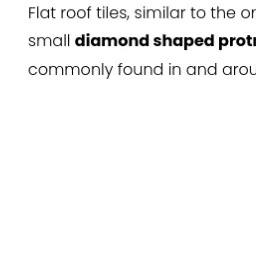 Flat roof tiles, similar to the
small diamond shaped
commonly found in and